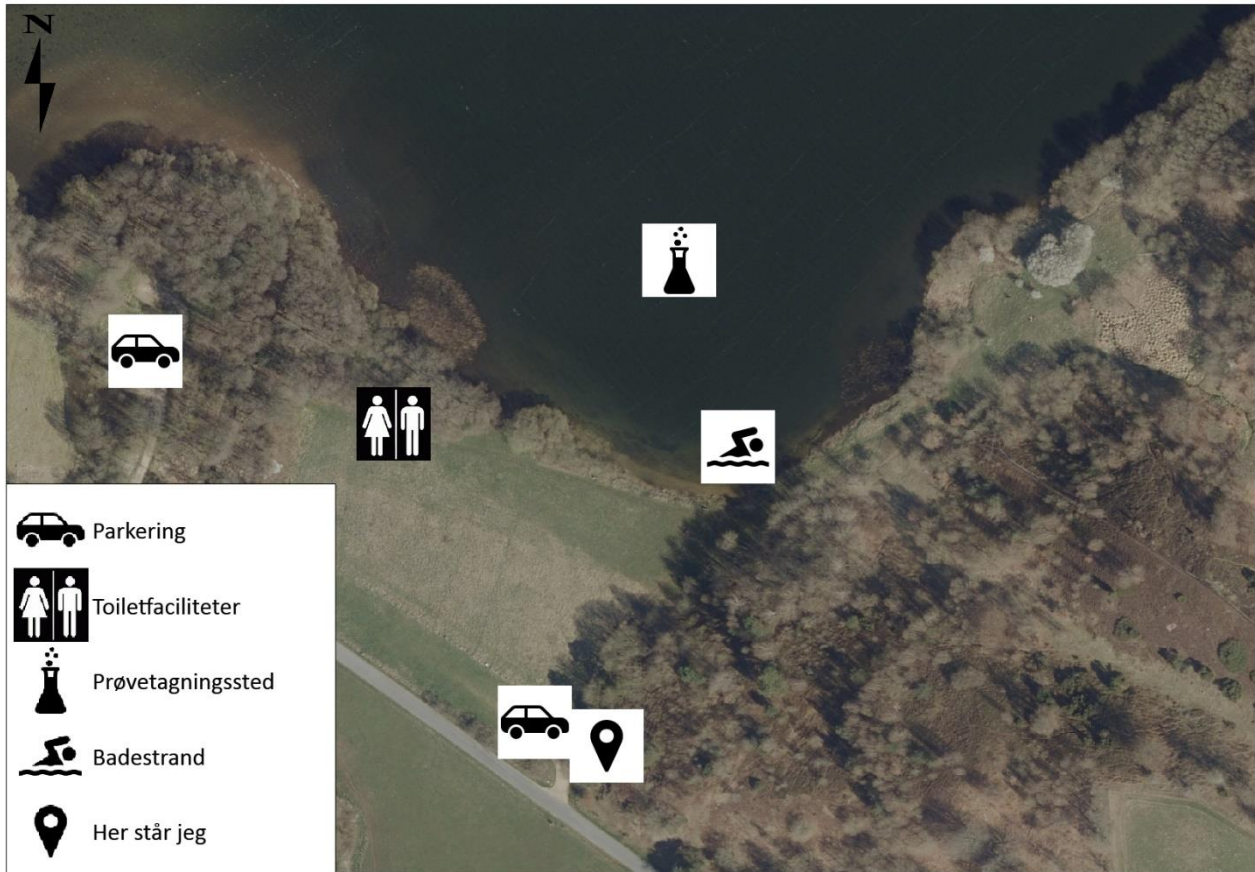 N
Parkering
Toiletfaciliteter
Prøvetagningssted
Badestrand
Her står jeg